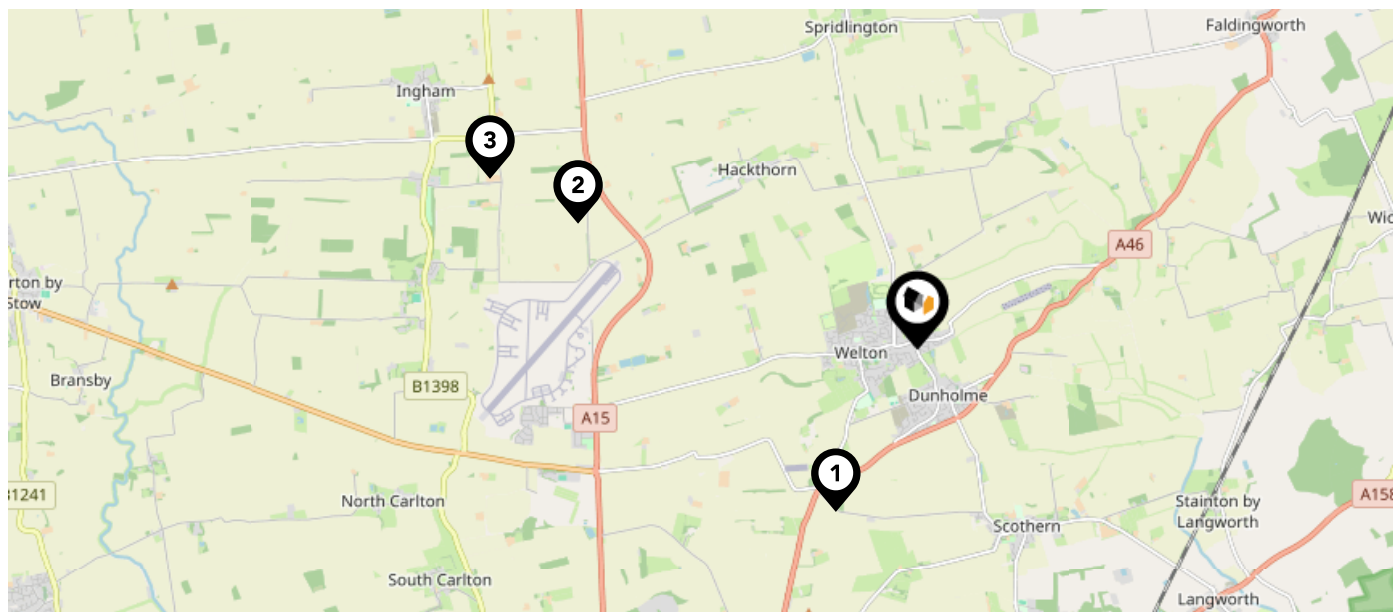 Spridlington
Faldingworth
Ingham
3
2
Hackthorn
Wic
A46
rton by
Stow
Welton
Bransby
B1398
Dunholme
A15
1
North Carlton
31241
Stainton by
Langworth
A158
Scothern
South Carlton
Langworth